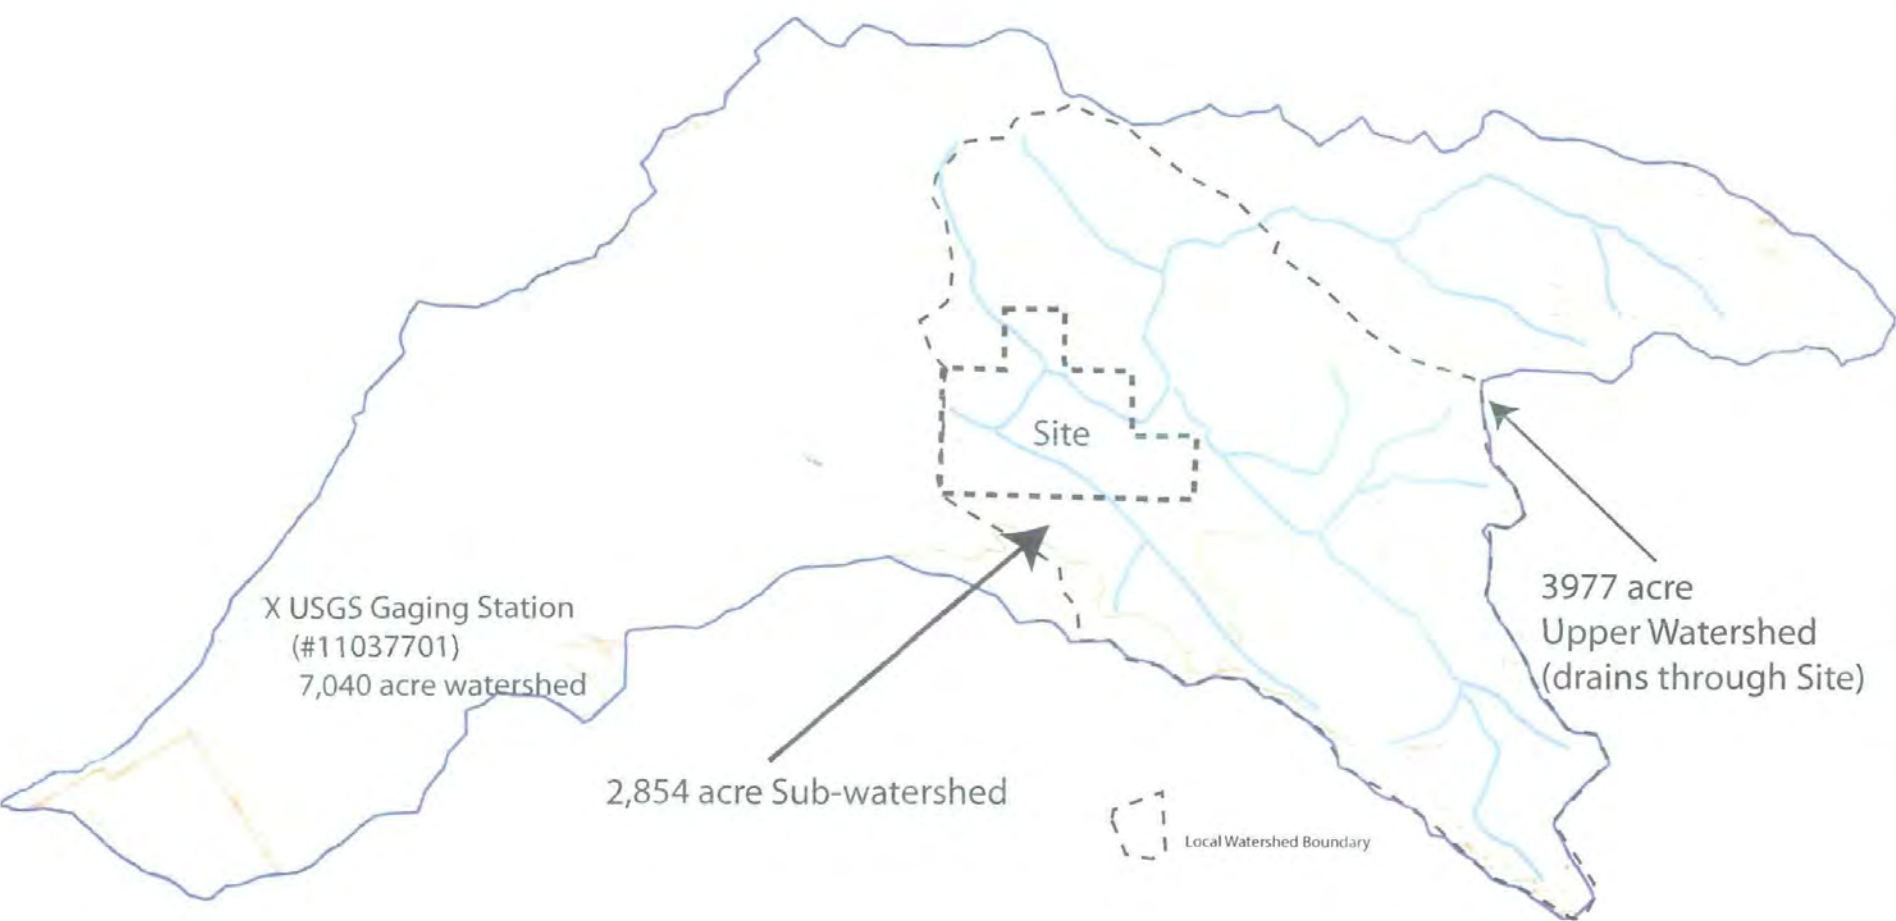 Site
X USGS Gaging Station
(#11037701)
7,040 acre watershed
3977 acre
Upper Watershed
(drains through Site)
2,854 acre Sub-watershed
Local Watershed Boundary